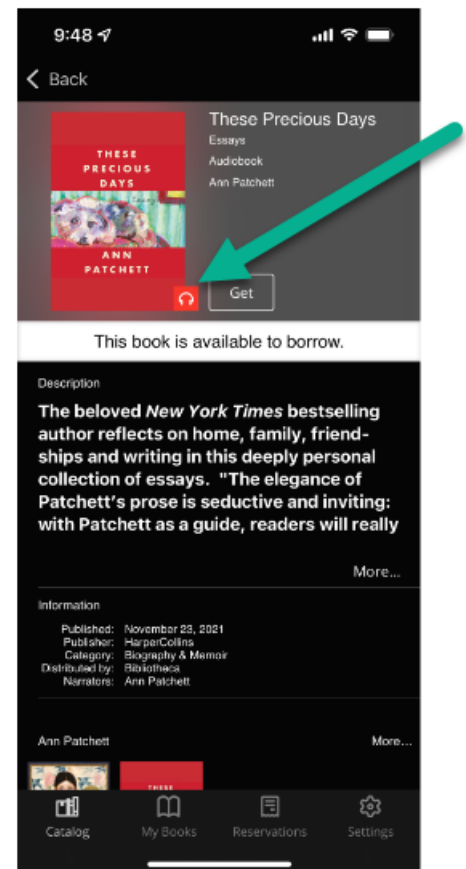 9:48
Back
THESE
PRECIOUS
DAYS
ANN
PATCHETT
These Precious Days
Essays
Audiobook
Ann Patchett
Get
This book is available to borrow.
Description
The beloved New York Times bestselling
author reflects on home, family, friend-
ships and writing in this deeply personal
collection of essays. "The elegance of
Patchett's prose is seductive and inviting:
with Patchett as a guide, readers will really
More...
Information
Published: November 23, 2021
Publisher: HarperCollins
Category: Biography & Memoir
Distributed by: Bibliotheca
Narrators: Ann Patchett
Ann Patchett
More...
THESE
Catalog
My Books
Reservations
Settings